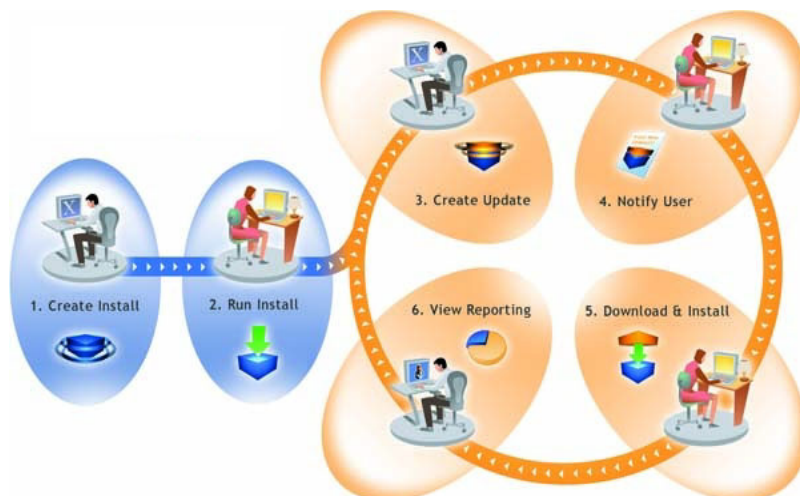 1. Create Install
2. Run Install
3. Create Update
4. Notify User
5. Download & Install
6. View Reporting